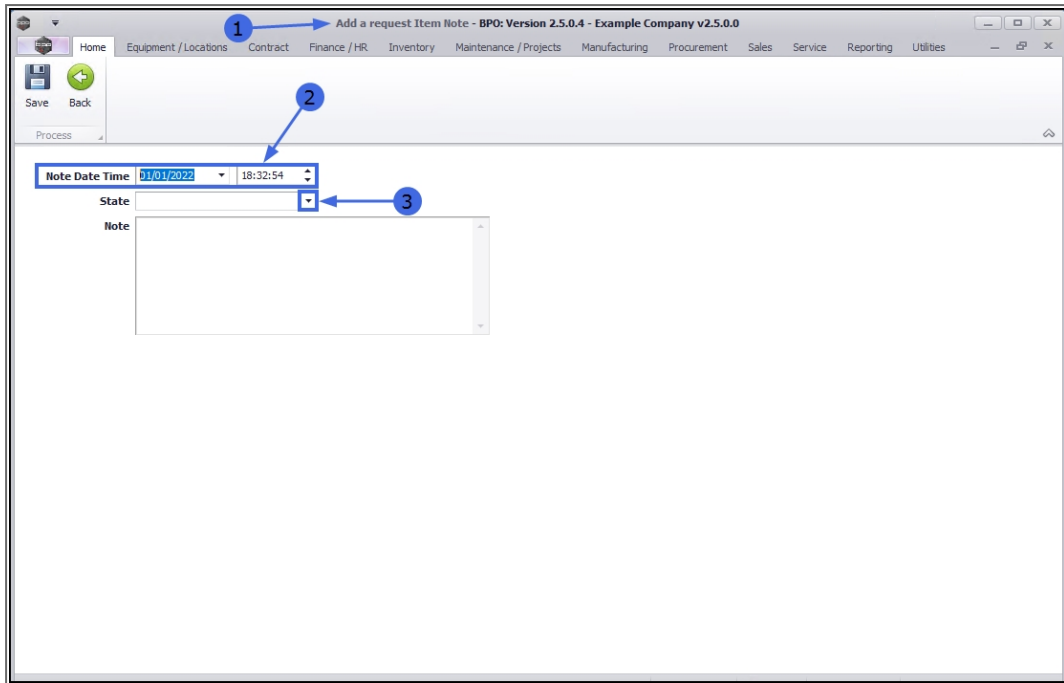 Add a request Item Note - BPO: Version 2.5.0.4 - Example Company v2.5.0.0
1
bpo Home Equipment / Locations Contract Finance / HR Inventory Maintenance / Projects Manufacturing Procurement Sales Service Reporting Utilities
Save Back
2
Process
Note Date Time 01/01/2022 18:32:54
State
3
Note